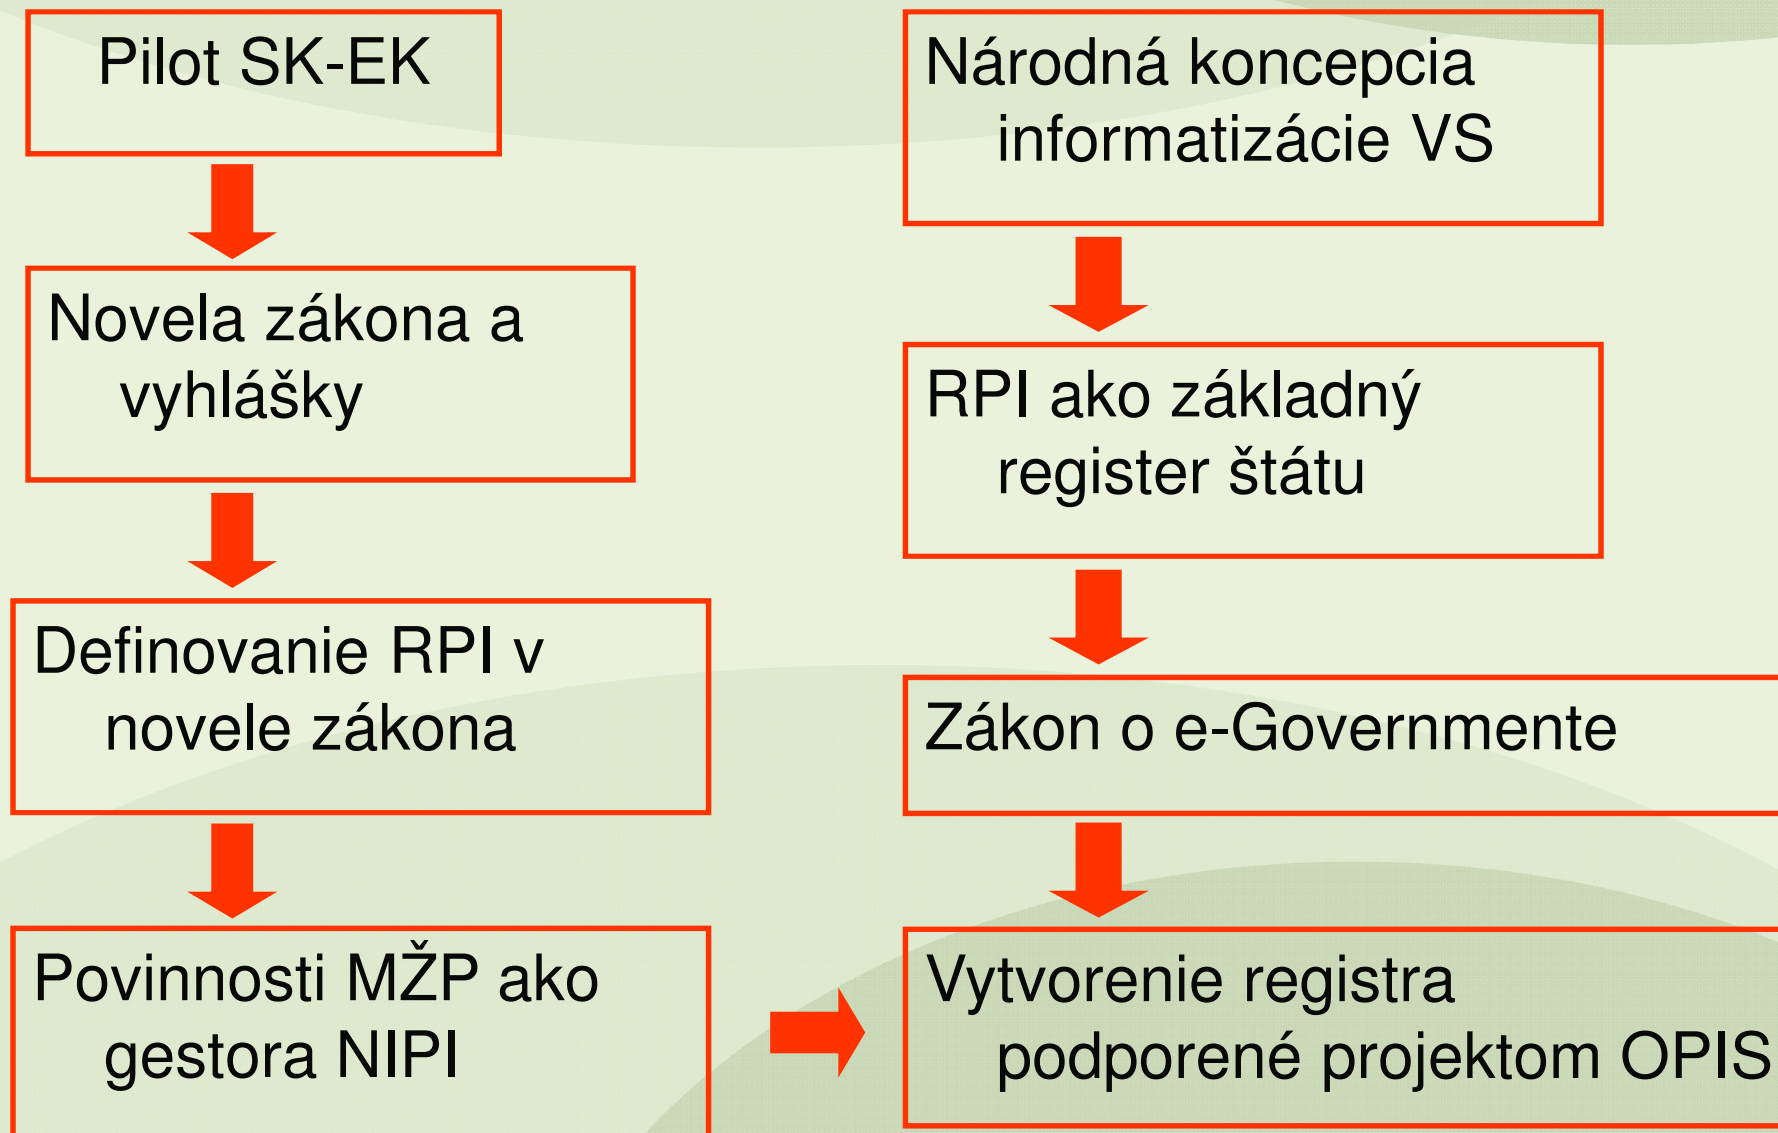 Pilot SK-EK
Novela zákona a
vyhlášky
Definovanie RPI v
novele zákona
Povinnosti MŽP ako
gestora NIPI
Národná koncepcia
informatizácie VS
RPI ako základný
register štátu
Zákon o e-Governmente
Vytvorenie registra
podporené projektom OPIS